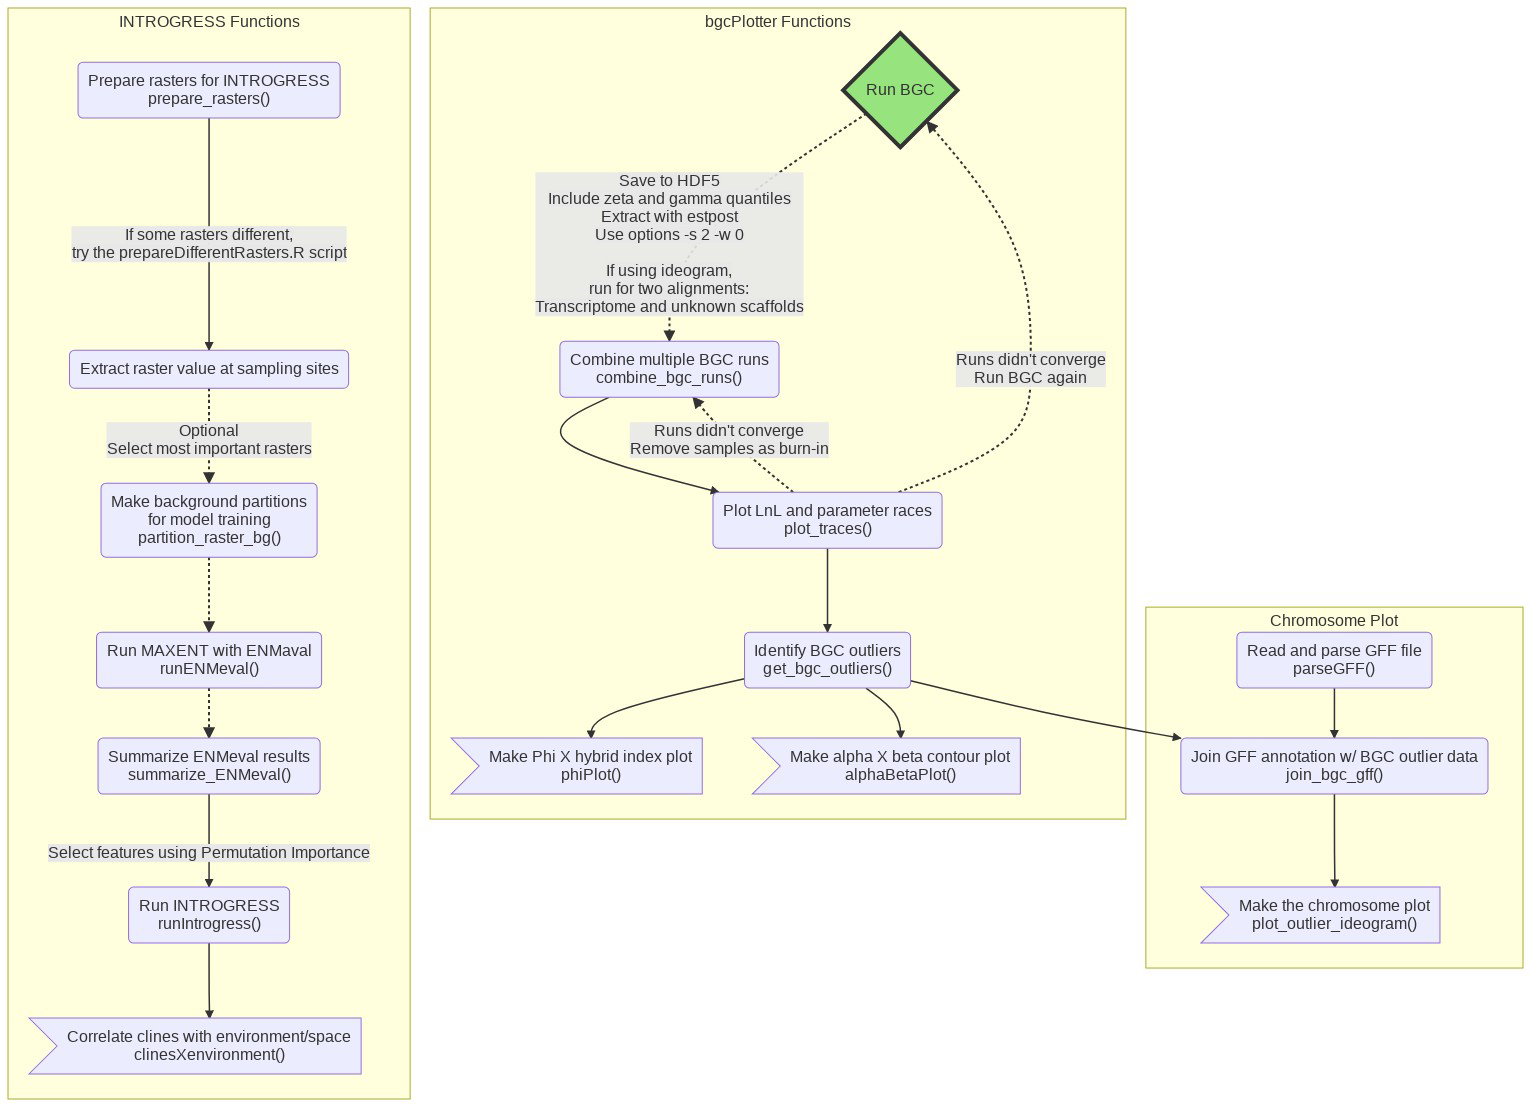 INTROGRESS Functions
Prepare rasters for INTROGRESS
prepare_rasters()
If some rasters different,
try the prepareDifferentRasters.R script
Extract raster value at sampling sites
Optional
Select most important rasters
Make background partitions
for model training
partition_raster_bg()
Run MAXENT with ENMaval
runENMeval()
Summarize ENMeval results
summarize_ENMeval()
Select features using Permutation Importance
Run INTROGRESS
runIntrogress()
Correlate clines with environment/space
clinesXenvironment()
bgcPlotter Functions
Run BGC
Save to HDF5
Include zeta and gamma quantiles
Extract with estpost
Use options -s 2 -w 0
If using ideogram,
run for two alignments:
Transcriptome and unknown scaffolds
Combine multiple BGC runs
combine_bgc_runs()
Runs didn't converge
Run BGC again
Runs didn't converge
Remove samples as burn-in
Plot LnL and parameter races
plot_traces()
Identify BGC outliers
get_bgc_outliers()
Make Phi X hybrid index plot
phiPlot()
Make alpha X beta contour plot
alphaBetaPlot()
Chromosome Plot
Read and parse GFF file
parseGFF()
Join GFF annotation w/ BGC outlier data
join_bgc_gff()
Make the chromosome plot
plot_outlier_ideogram()